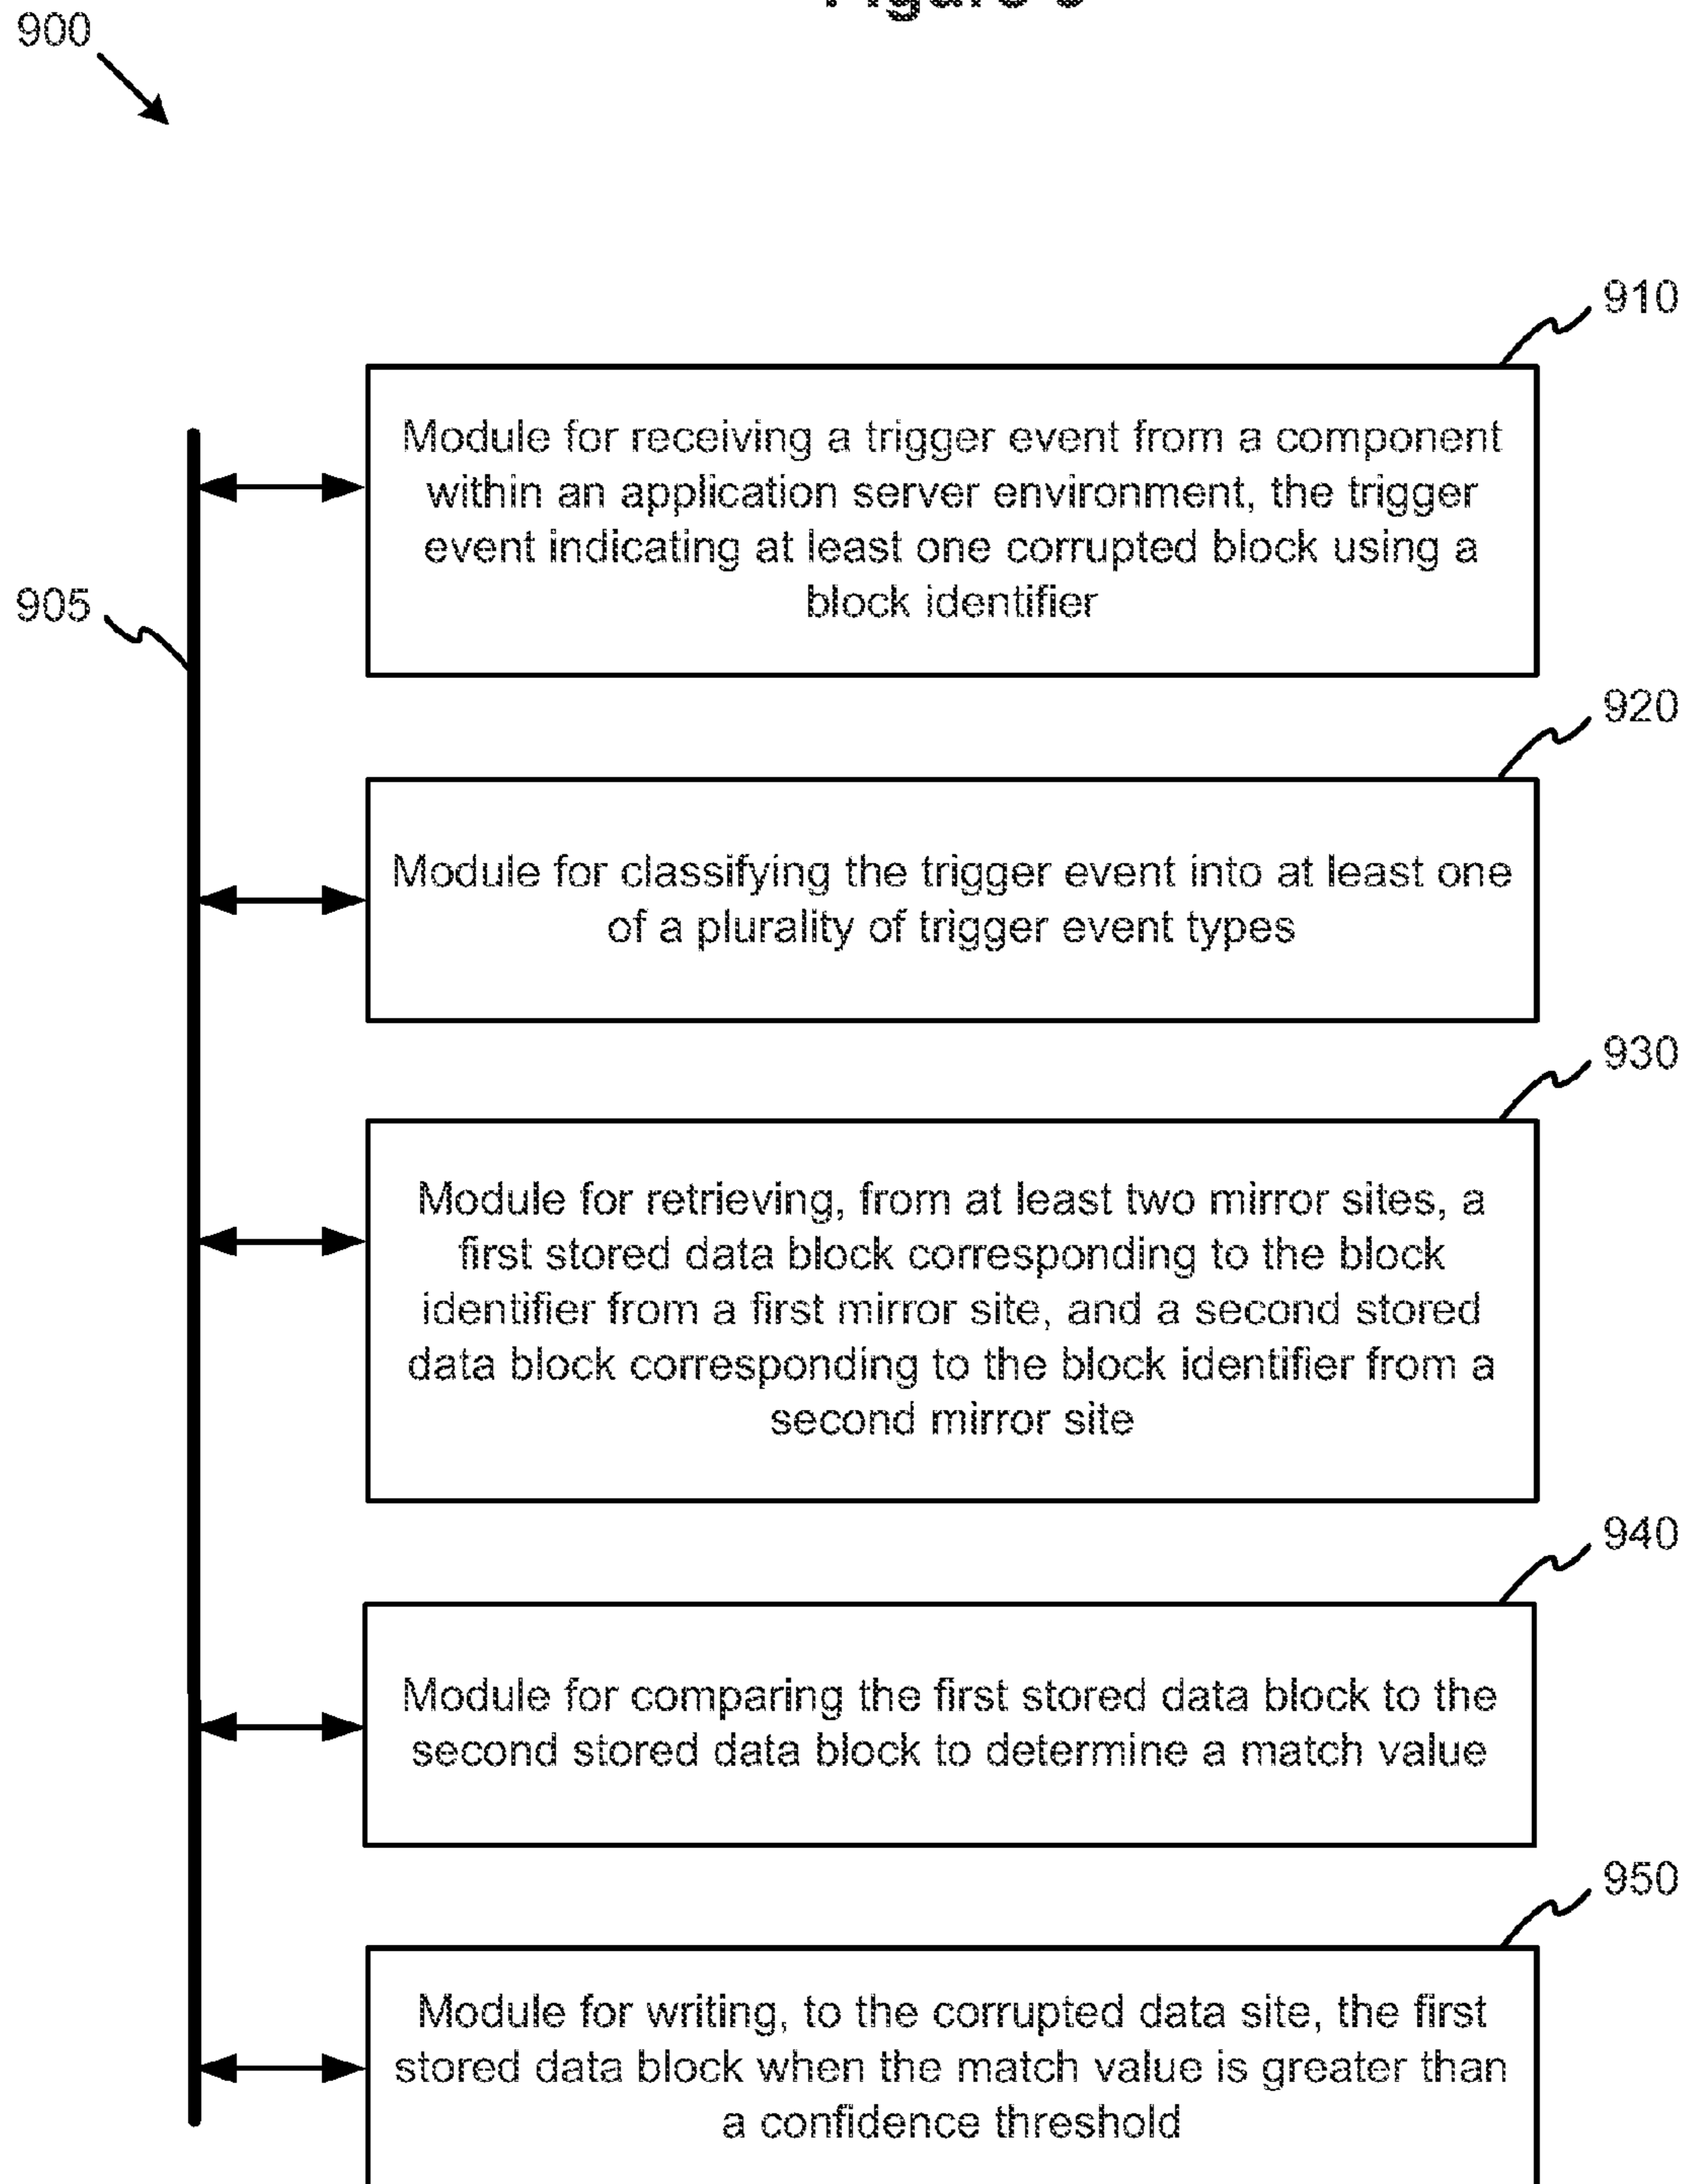 900
910
Module for receiving a trigger event from a component
within an application server environment, the trigger
event indicating at least one corrupted block using a
block identifier
905
920
Module for classifying the trigger event into at least one
of a plurality of trigger event types
930
Module for retrieving, from at least two mirror sites, a
first stored data block corresponding to the block
identifier from a first mirror site, and a second stored
data block corresponding to the block identifier from a
second mirror site
940
Module for comparing the first stored data block to the
second stored data block to determine a match value
950
Module for writing, to the corrupted data site, the first
stored data block when the match value is greater than
a confidence threshold